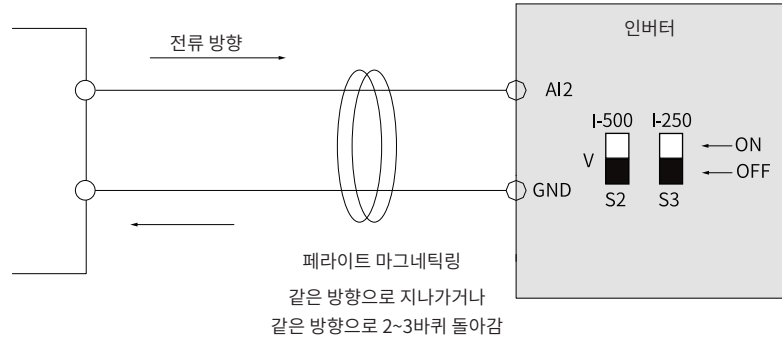 인버터
전류 방향
AI2
I-500 I-250
ON
V
OFF
GND
S2 S3
페라이트 마그네틱링
같은 방향으로 지나가거나
같은 방향으로 2~3바퀴 돌아감